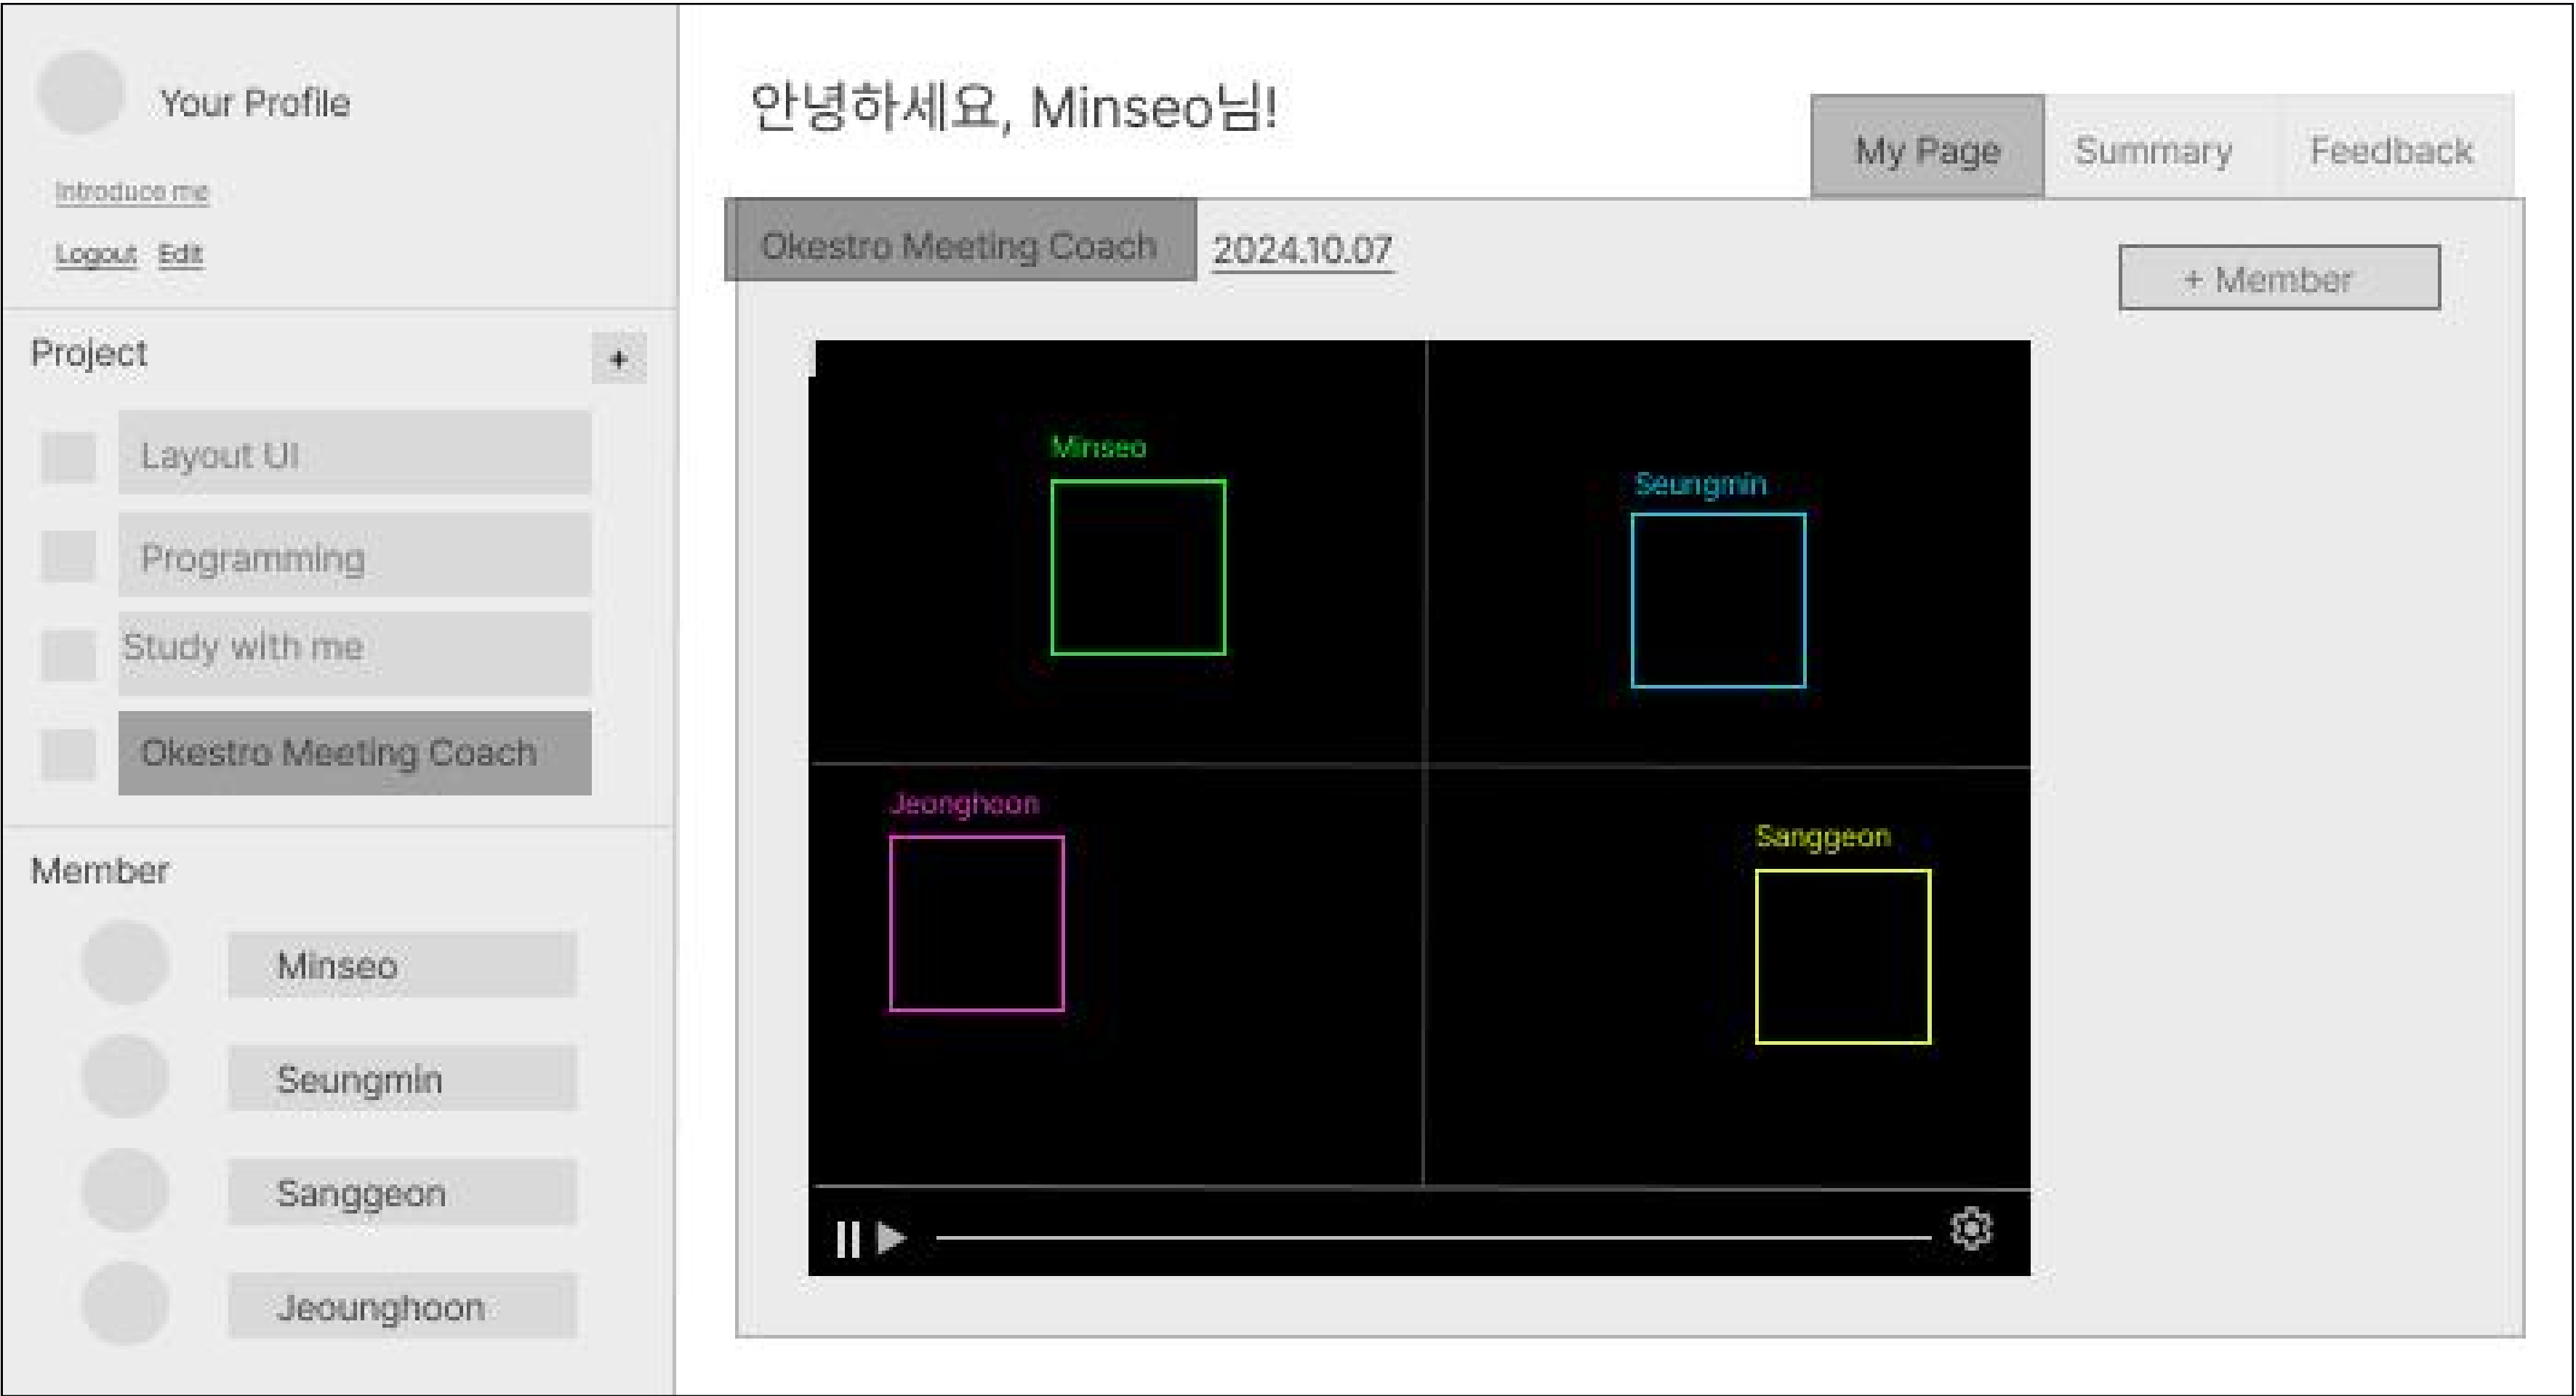 Your Profile
Introduce me
Logout Edit
Project +
Layout UI
Programming
Study with me
Okestro Meeting Coach
Member
Minseo
Seungmin
Sanggeon
Jeounghoon
안녕하세요, Minseo님!
My Page Summary Feedback
Okestro Meeting Coach 2024.10.07
+ Member
Minseo
Seungmin
Jeonghoon
Sanggeon